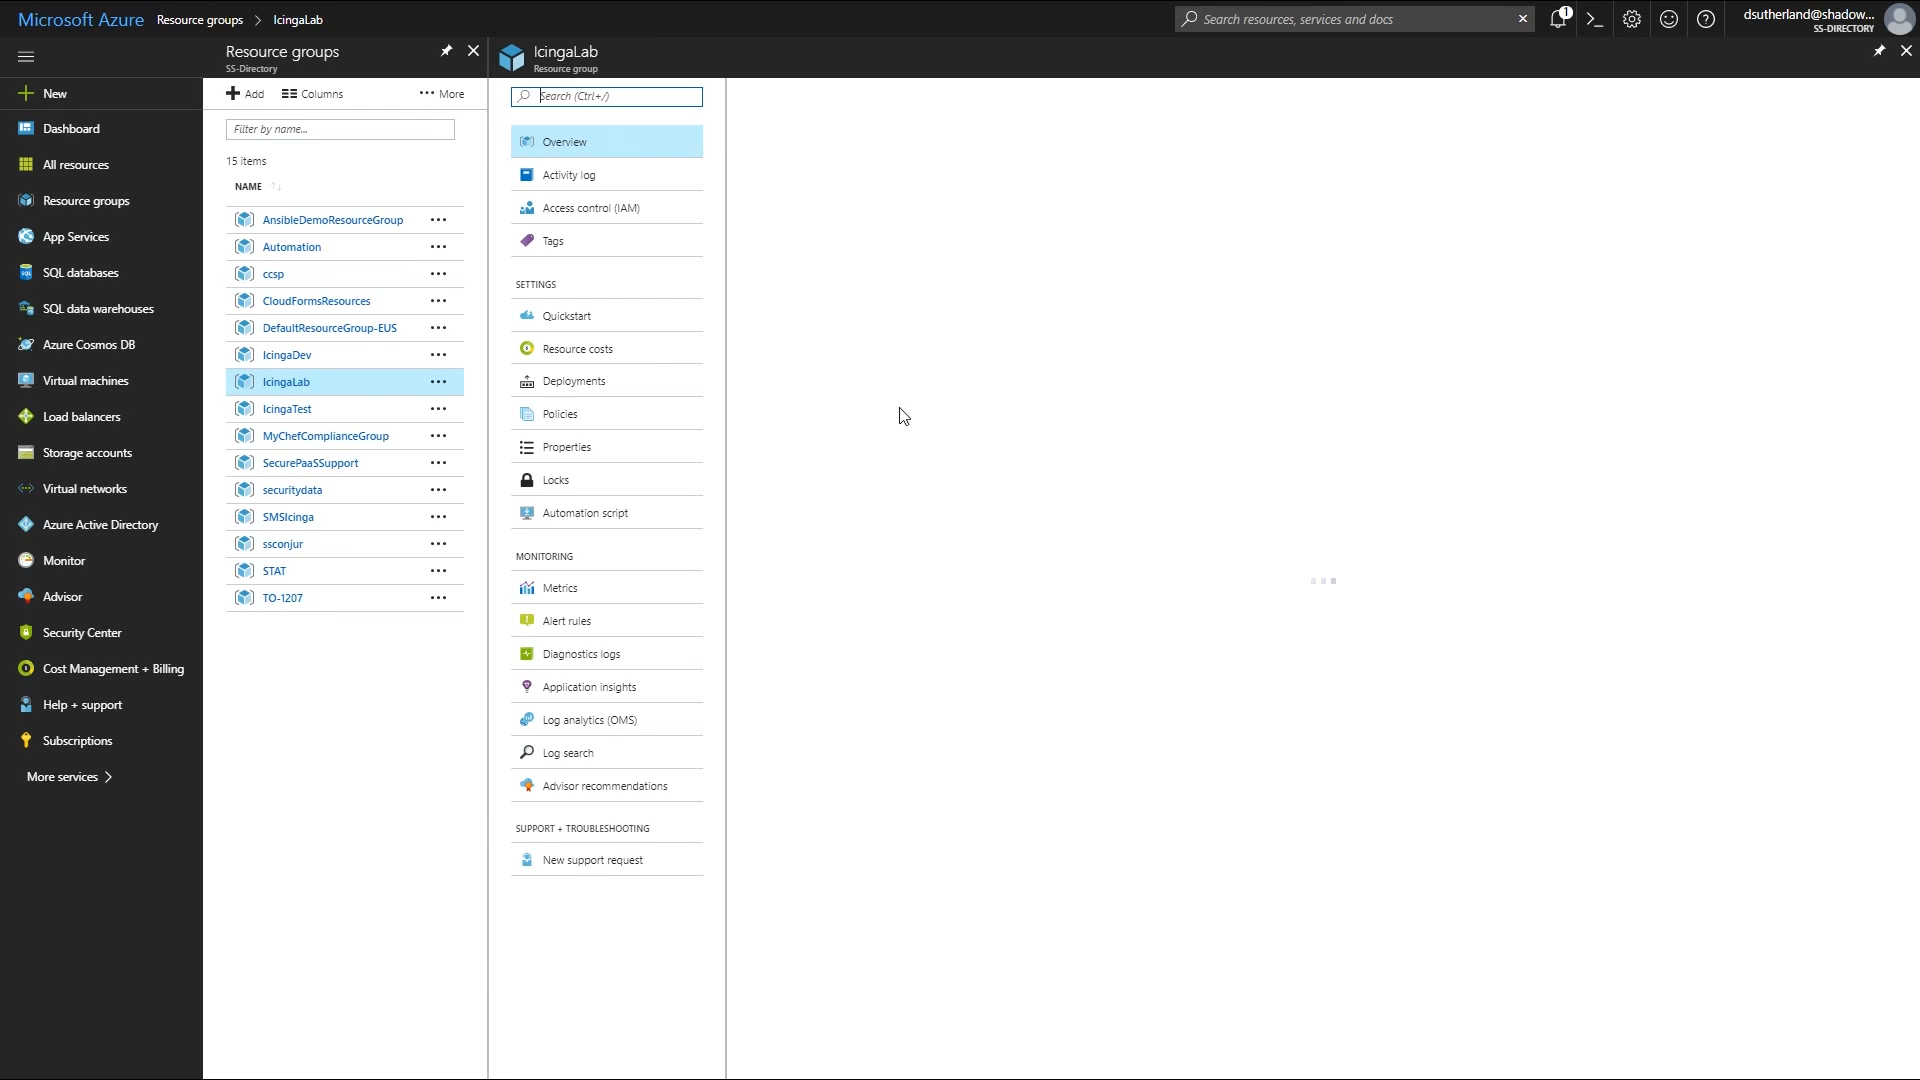 Microsoft Azure Resource groups > IcingaLab
Search resources, services and docs
1
dsutherland@shadow...
SS-DIRECTORY
Resource groups
SS-Directory
IcingaLab
Resource group
New
Dashboard
All resources
Resource groups
App Services
SQL databases
SQL data warehouses
Azure Cosmos DB
Virtual machines
Load balancers
Storage accounts
Virtual networks
Azure Active Directory
Monitor
Advisor
Security Center
Cost Management + Billing
Help + support
Subscriptions
More services >
Add Columns ••• More
Filter by name...
15 items
NAME
AnsibleDemoResourceGroup
Automation
ccsp
CloudFormsResources
DefaultResourceGroup-EUS
IcingaDev
IcingaLab
IcingaTest
MyChefComplianceGroup
SecurePaaSSupport
securitydata
SMSIcinga
ssconjur
STAT
TO-1207
Search (Ctrl+/)
Overview
Activity log
Access control (IAM)
Tags
SETTINGS
Quickstart
Resource costs
Deployments
Policies
Properties
Locks
Automation script
MONITORING
Metrics
Alert rules
Diagnostics logs
Application insights
Log analytics (OMS)
Log search
Advisor recommendations
SUPPORT + TROUBLESHOOTING
New support request